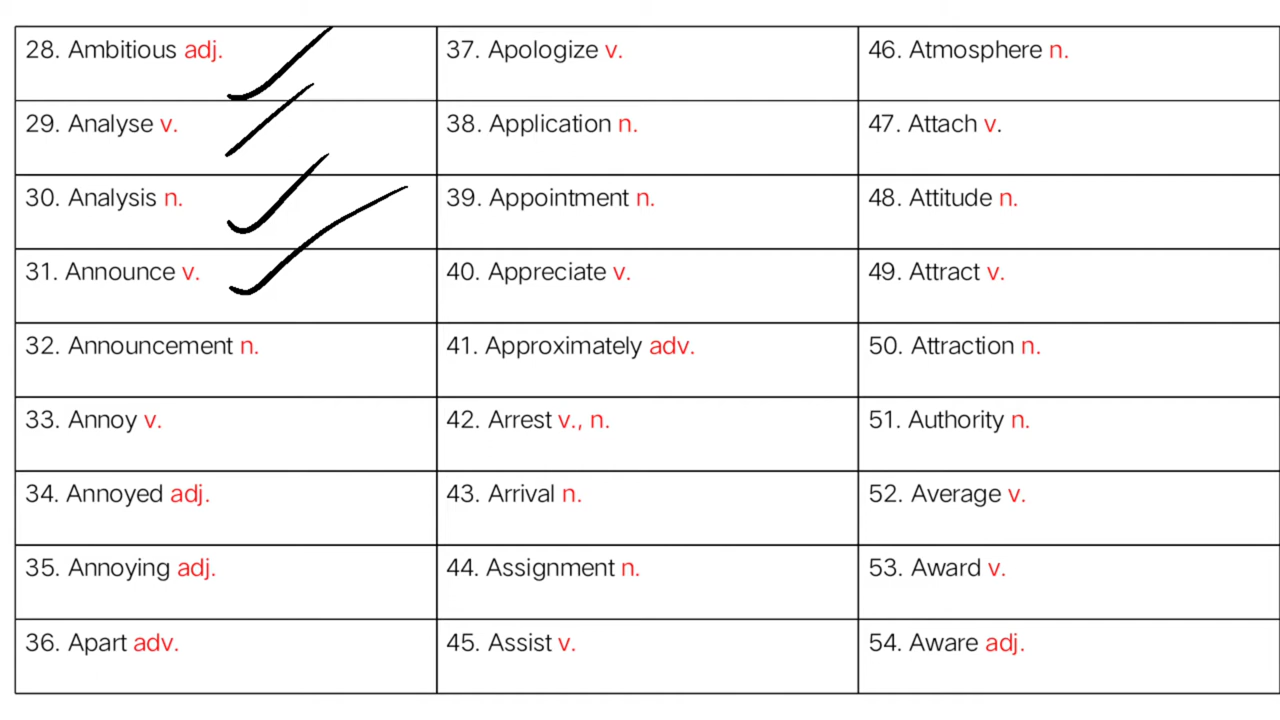 28. Ambitious adj.
29. Analyse v.
30. Analysis n.
31. Announce v.
32. Announcement n.
33. Annoy v.
34. Annoyed adj.
35. Annoying adj.
36. Apart adv.
37. Apologize v.
38. Application n.
39. Appointment n.
40. Appreciate v.
41. Approximately adv.
42. Arrest v., n.
43. Arrival n.
44. Assignment n.
45. Assist v.
46. Atmosphere n.
47. Attach v.
48. Attitude n.
49. Attract v.
50. Attraction n.
51. Authority n.
52. Average v.
53. Award v.
54. Aware adj.